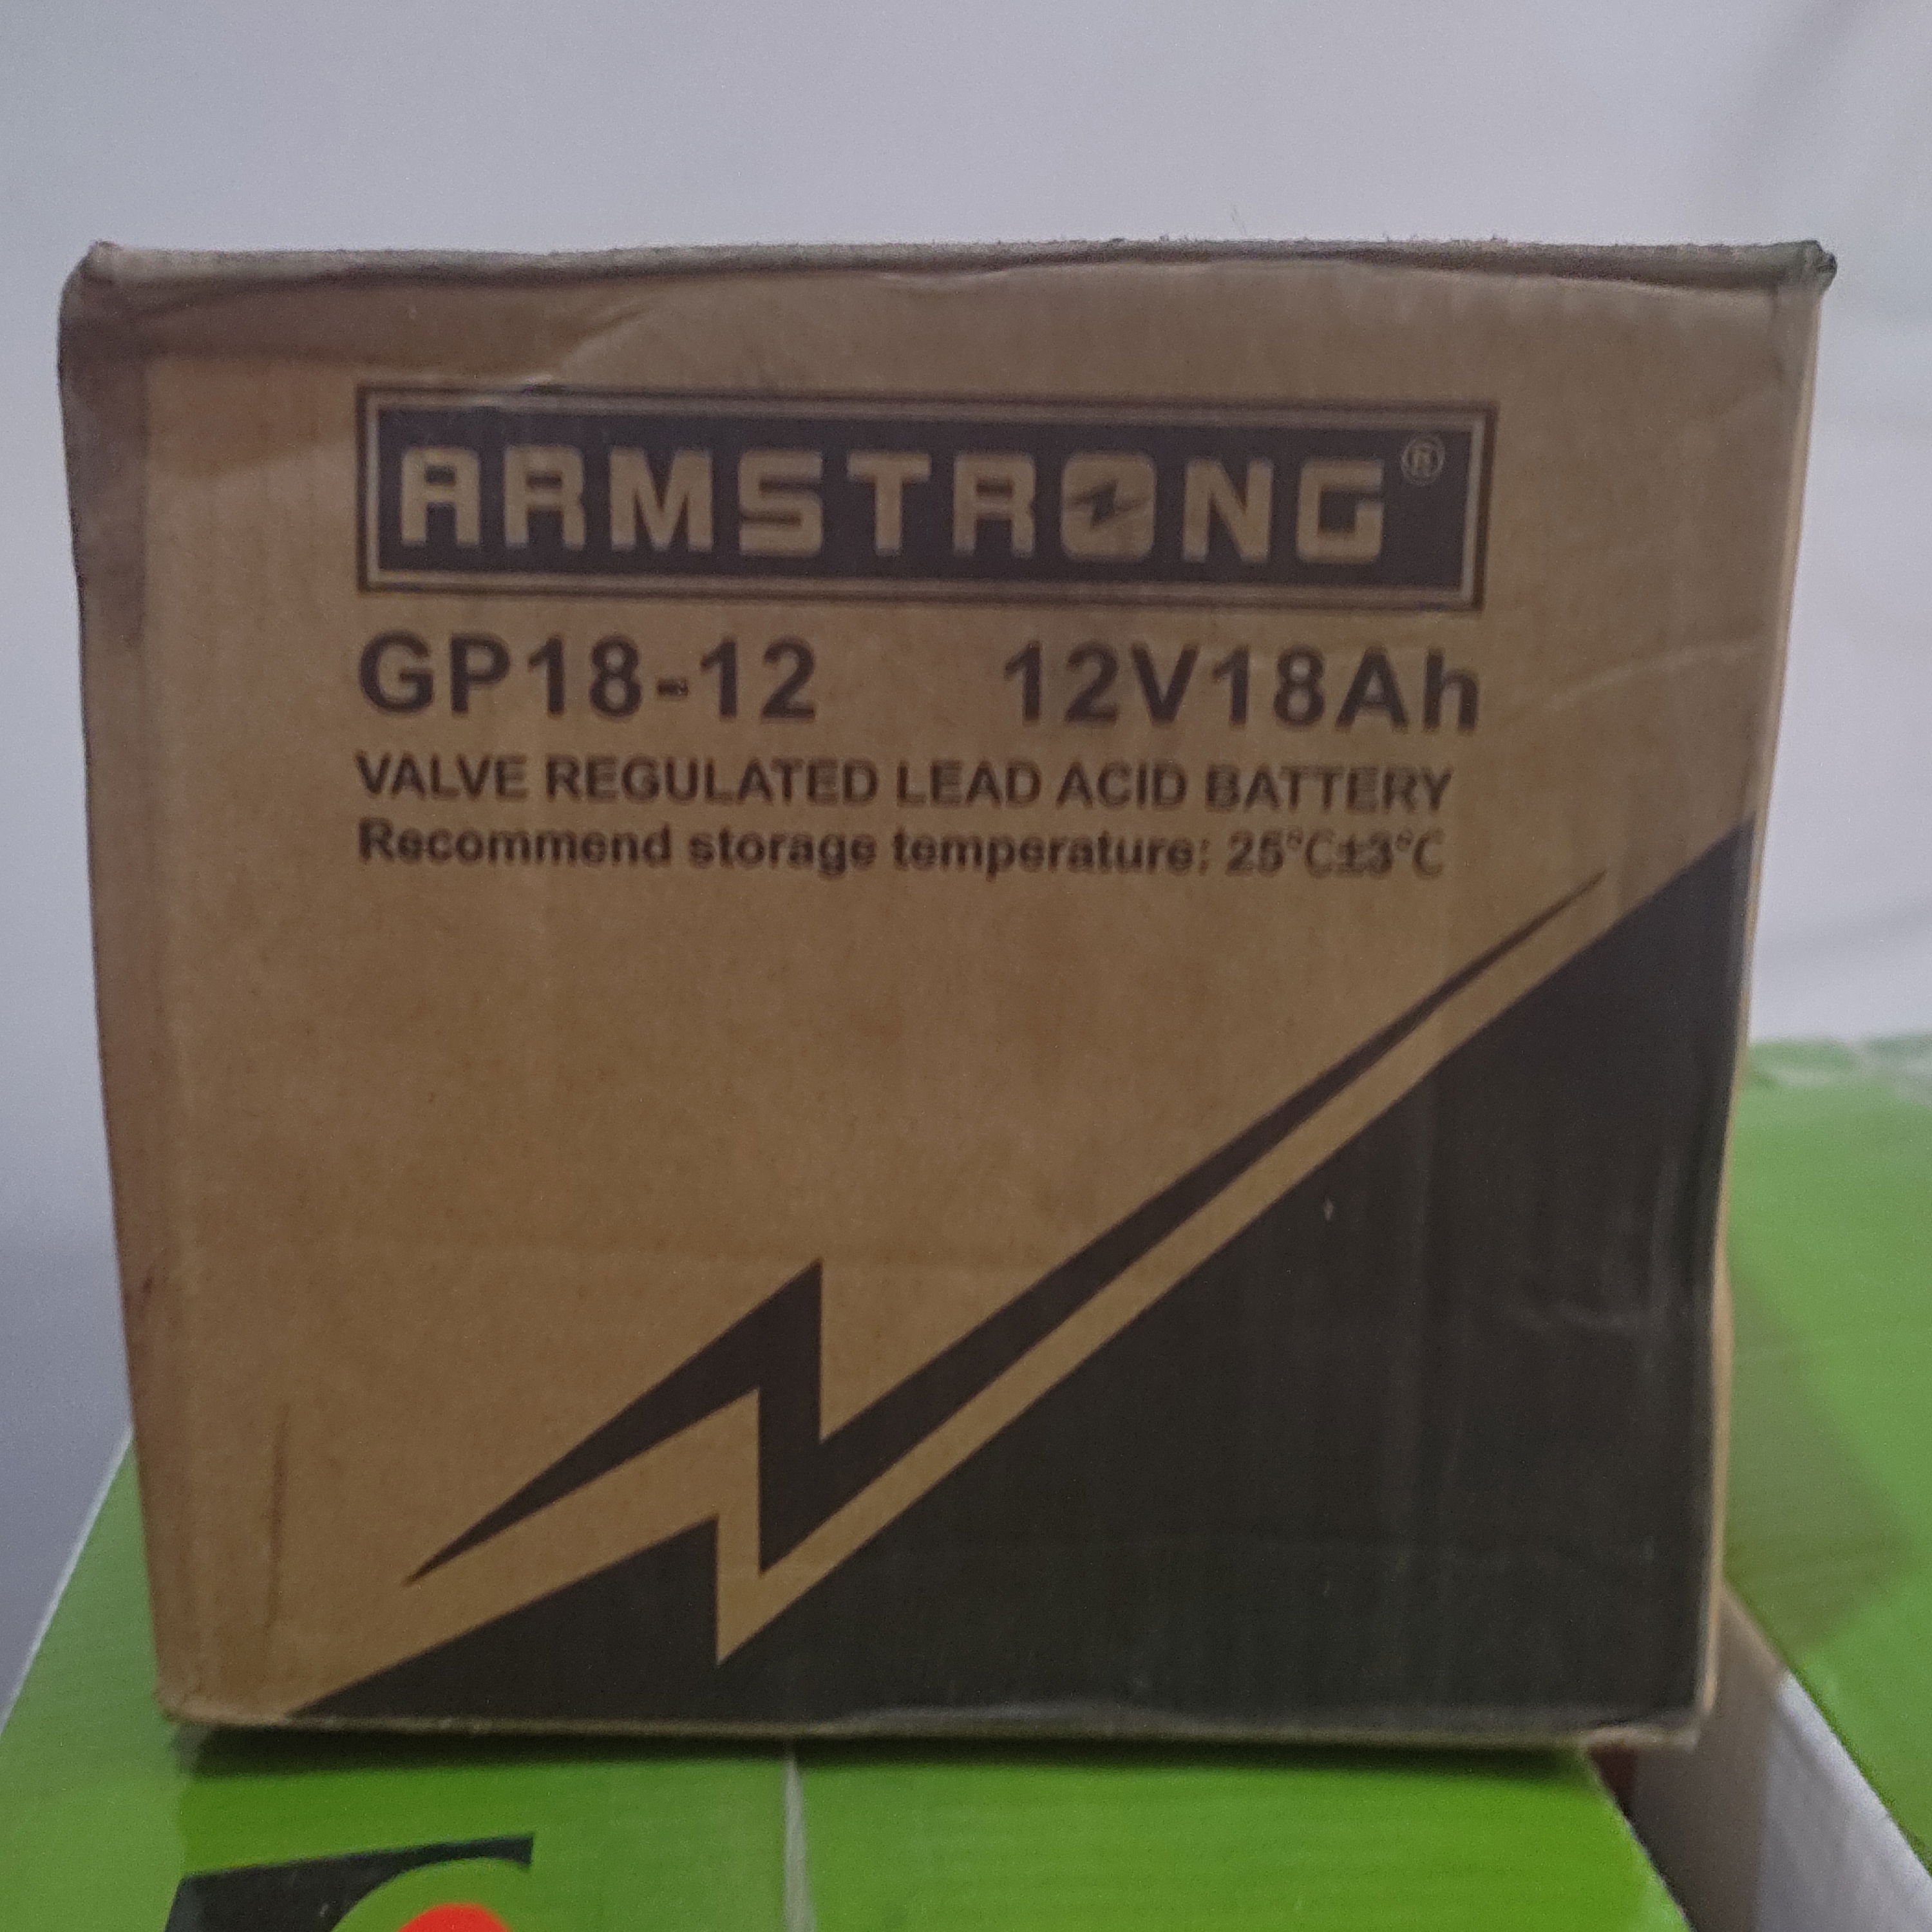 ARMSTRONG®
GP18-12 12V18Ah
VALVE REGULATED LEAD ACID BATTERY
Recommend storage temperature: 25°C±3°C